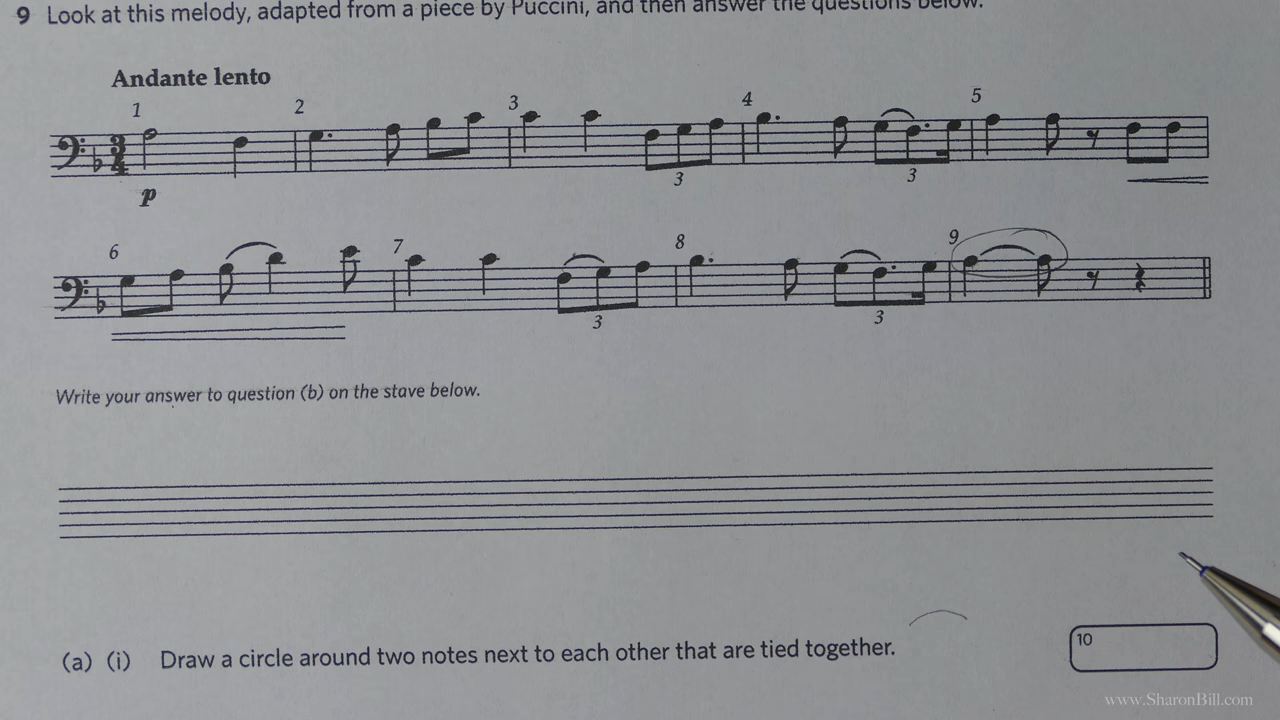 9 Look at this melody, adapted from a piece by Puccini, and then answer the questions below.
Andante lento
1 2 3 4 5
3
4
p
3 3
6 7 8 9
3 3
Write your answer to question (b) on the stave below.
(a) (i) Draw a circle around two notes next to each other that are tied together.
10
www.SharonBill.com